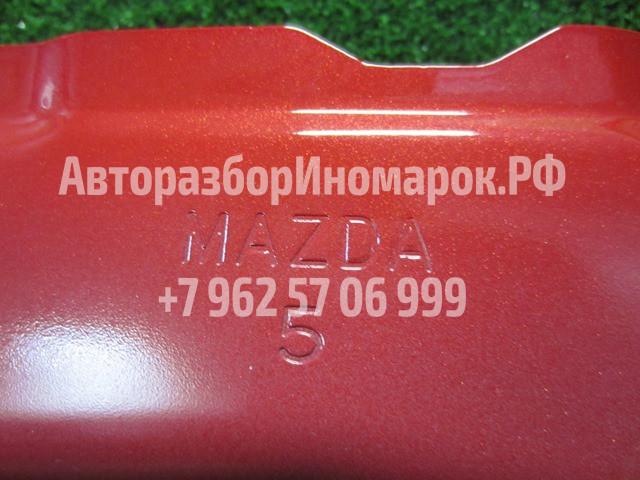 АвторазборИномарок.РФ
MAZDA
+7 962 57 06 999
5